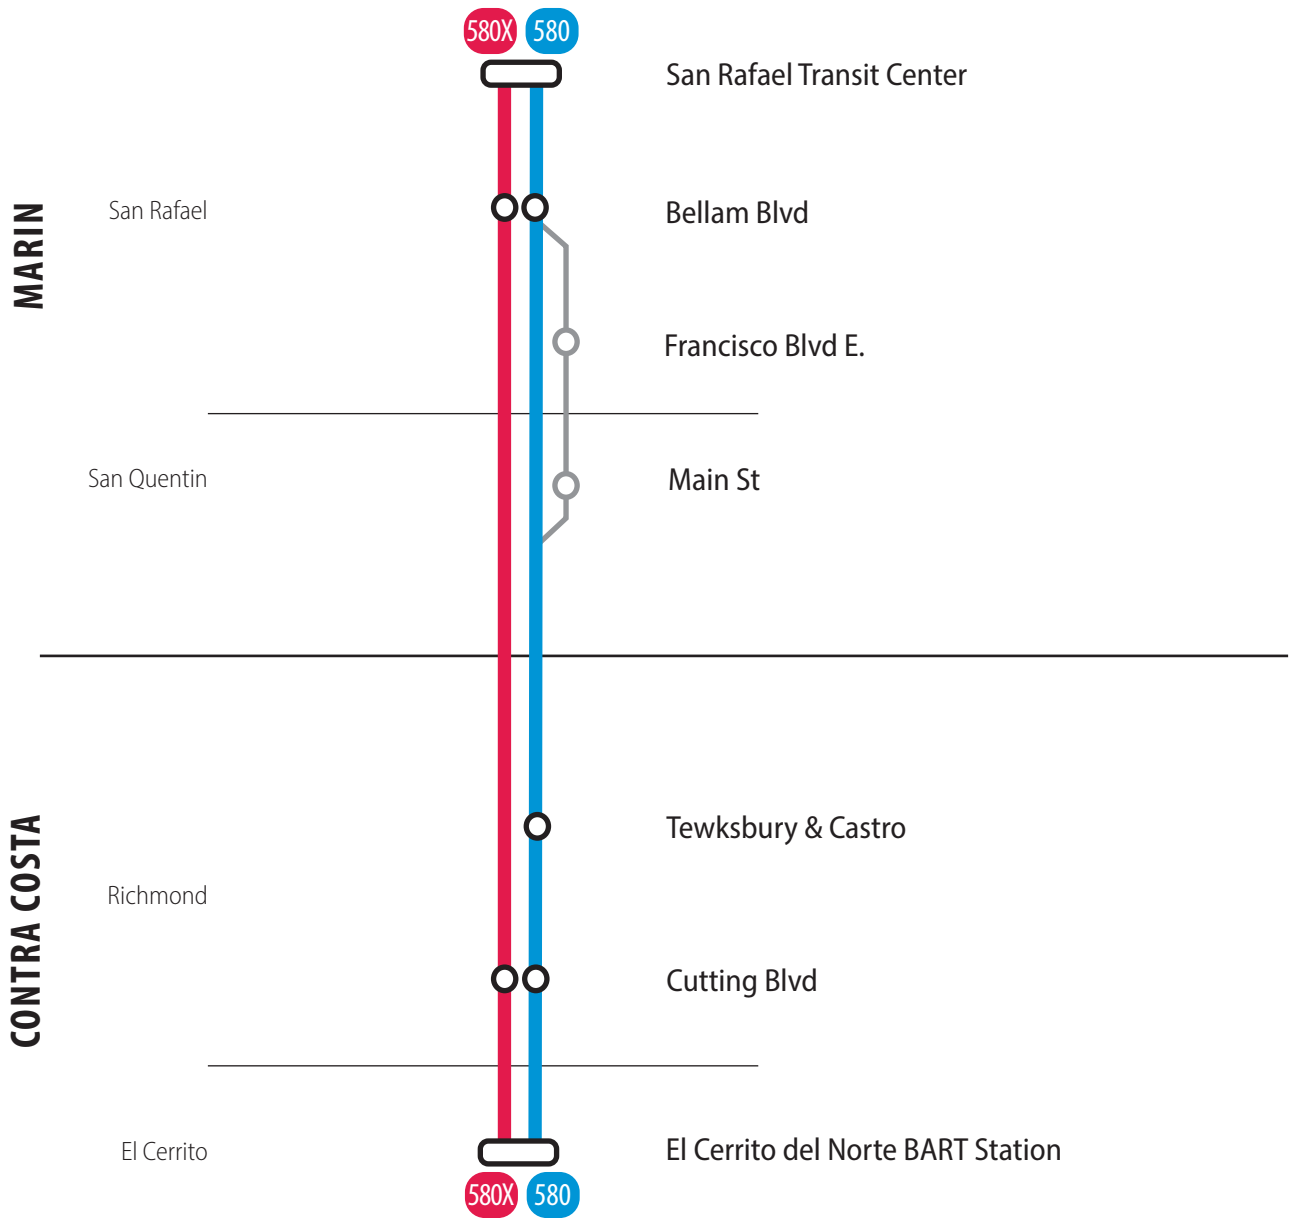 580X 580
San Rafael Transit Center
MARIN
San Rafael
Bellam Blvd
Francisco Blvd E.
San Quentin
Main St
CONTRA COSTA
Tewksbury & Castro
Richmond
Cutting Blvd
El Cerrito
El Cerrito del Norte BART Station
580X 580